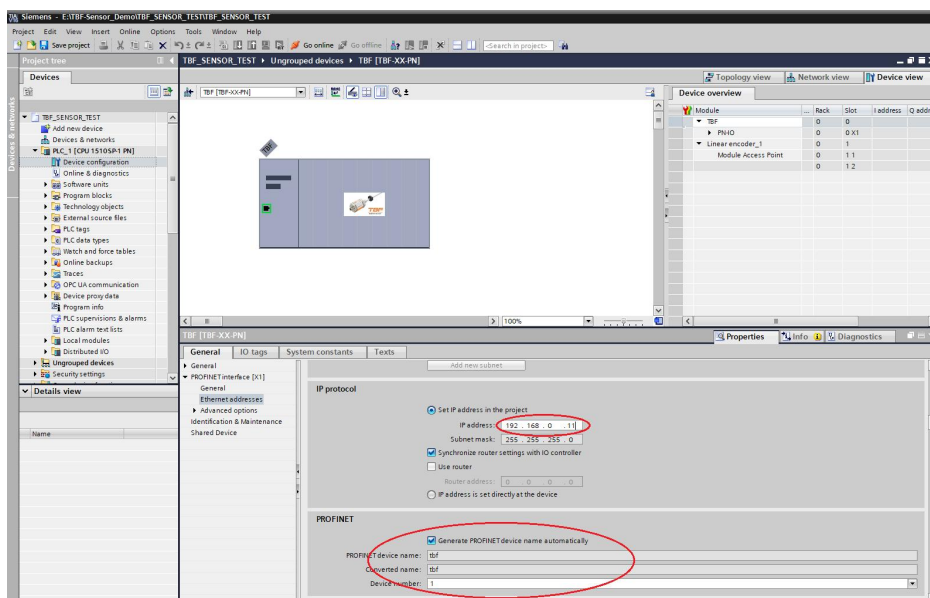 Siemens - E:\TBF-Sensor_Demo\TBF_SENSOR_TEST\TBF_SENSOR_TEST
Project Edit View Insert Online Options Tools Window Help
Save project Go online Go offline <Search in project>
Project tree
TBF_SENSOR_TEST Ungrouped devices TBF [TBF-XX-PN]
Devices
Topology view Network view Device view
TBF [TBF-XX-PN]
Device overview
Devices & networks
TBF_SENSOR_TEST
Add new device
Devices & networks
PLC_1 [CPU 1510SP-1 PN]
Device configuration
Online & diagnostics
Software units
Program blocks
Technology objects
External source files
PLC tags
PLC data types
Watch and force tables
Online backups
Traces
OPC UA communication
Device proxy data
Program info
PLC supervisions & alarms
PLC alarm text lists
Local modules
Distributed I/O
Ungrouped devices
Security settings
Details view
Name
TBF
TBF
100%
Module ... Rack Slot I address Q addr
TBF 0 0
PN-IO 0 0 X1
Linear encoder_1 0 1
Module Access Point 0 1 1
0 1 2
TBF [TBF-XX-PN]
Properties Info Diagnostics
General IO tags System constants Texts
General
PROFINET interface [X1]
General
Ethernet addresses
Advanced options
Identification & Maintenance
Shared Device
Add new subnet
IP protocol
Set IP address in the project
IP address: 192 . 168 . 0 . 11
Subnet mask: 255 . 255 . 255 . 0
Synchronize router settings with IO controller
Use router
Router address: 0 . 0 . 0 . 0
IP address is set directly at the device
PROFINET
Generate PROFINET device name automatically
PROFINET device name: tbf
Converted name: tbf
Device number: 1